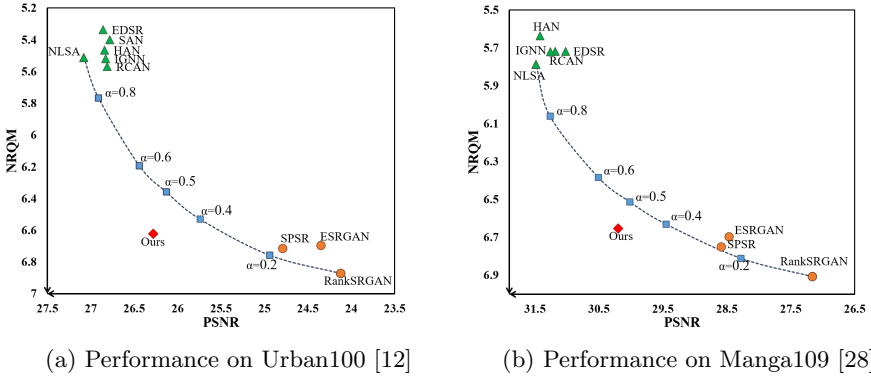 5.2
5.4
5.6
5.8
6
6.2
6.4
6.6
6.8
7
NRQM
27.5
27
26.5
26
25.5
25
24.5
24
23.5
PSNR
EDSR
SAN
HAN
NLSA
IGNN
RCAN
α=0.8
α=0.6
α=0.5
α=0.4
Ours
SPSR
ESRGAN
α=0.2
RankSRGAN
(a) Performance on Urban100 [12]
5.5
5.7
5.9
6.1
6.3
6.5
6.7
6.9
NRQM
31.5
30.5
29.5
28.5
27.5
26.5
PSNR
HAN
IGNN
EDSR
RCAN
NLSA
α=0.8
α=0.6
α=0.5
α=0.4
Ours
ESRGAN
SPSR
α=0.2
RankSRGAN
(b) Performance on Manga109 [28]